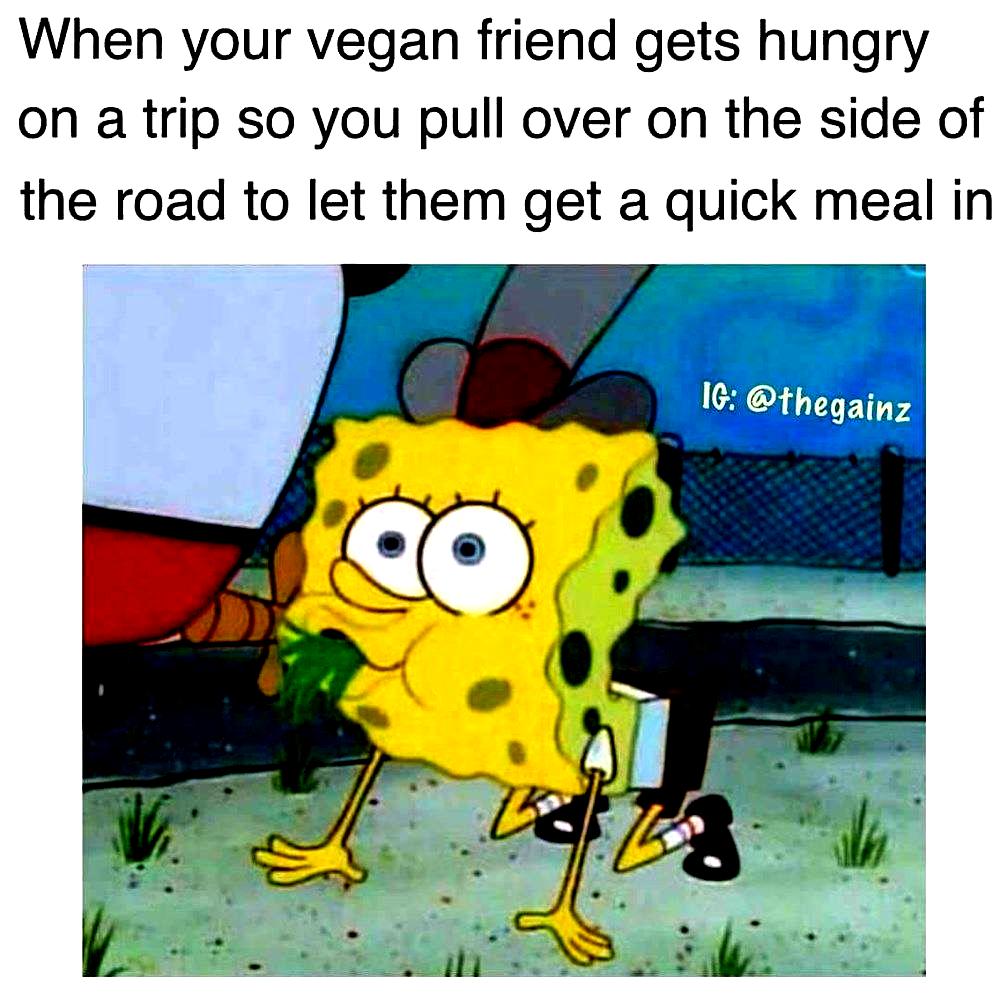 When your vegan friend gets hungry
on a trip so you pull over on the side of
the road to let them get a quick meal in
IG: @thegainz